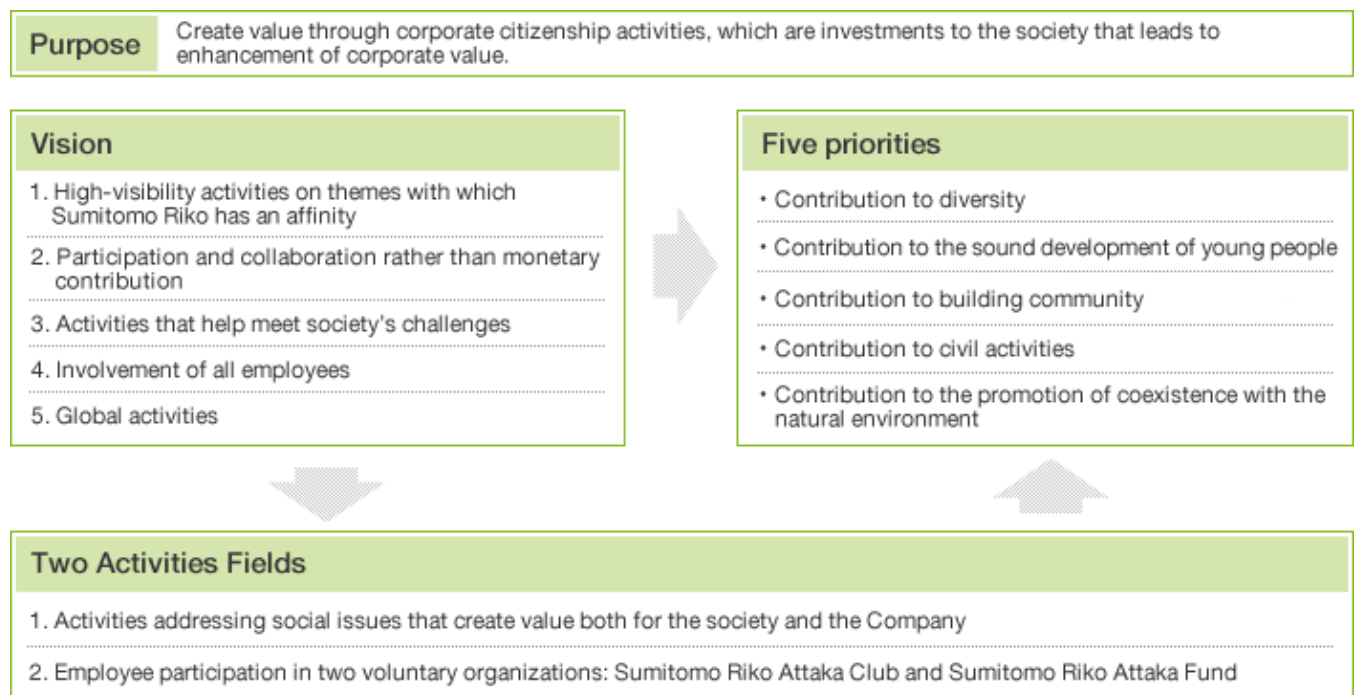 Purpose
Create value through corporate citizenship activities, which are investments to the society that leads to
enhancement of corporate value.
Vision
1. High-visibility activities on themes with which
Sumitomo Riko has an affinity
2. Participation and collaboration rather than monetary
contribution
3. Activities that help meet society's challenges
4. Involvement of all employees
5. Global activities
Five priorities
・Contribution to diversity
・Contribution to the sound development of young people
・Contribution to building community
・Contribution to civil activities
・Contribution to the promotion of coexistence with the
natural environment
Two Activities Fields
1. Activities addressing social issues that create value both for the society and the Company
2. Employee participation in two voluntary organizations: Sumitomo Riko Attaka Club and Sumitomo Riko Attaka Fund